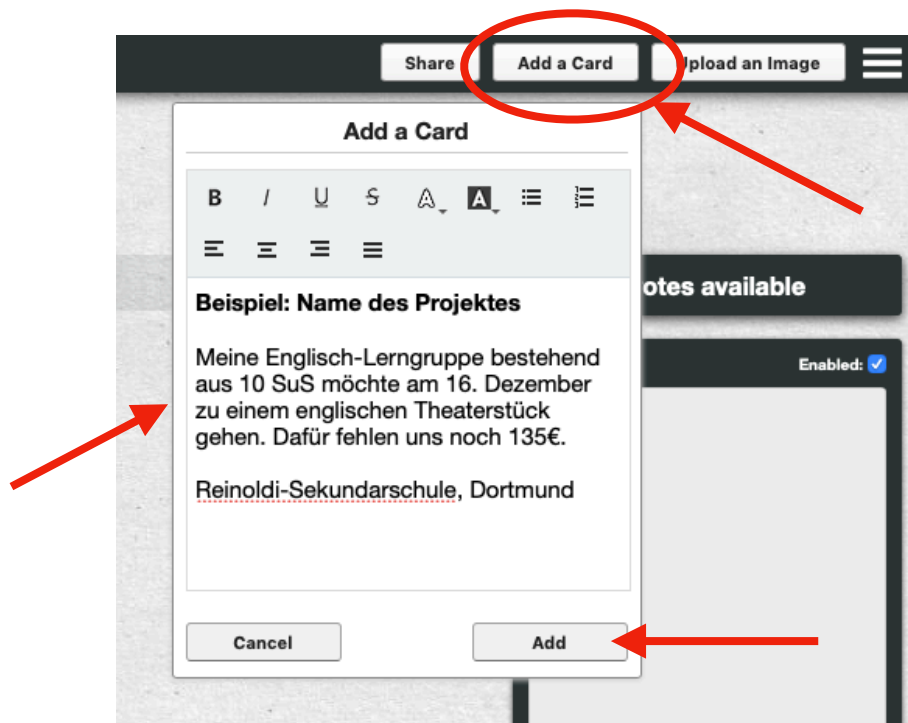 Share Add a Card Upload an Image
Add a Card
B I U S A A
Beispiel: Name des Projektes
otes available
Meine Englisch-Lerngruppe bestehend
Enabled:
aus 10 SuS möchte am 16. Dezember
zu einem englischen Theaterstück
gehen. Dafür fehlen uns noch 135€.
Reinoldi-Sekundarschule, Dortmund
Cancel Add